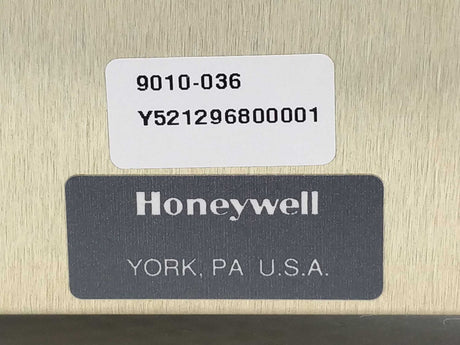 9010-036
Y521296800001
Honeywell
YORK, PA U.S.A.